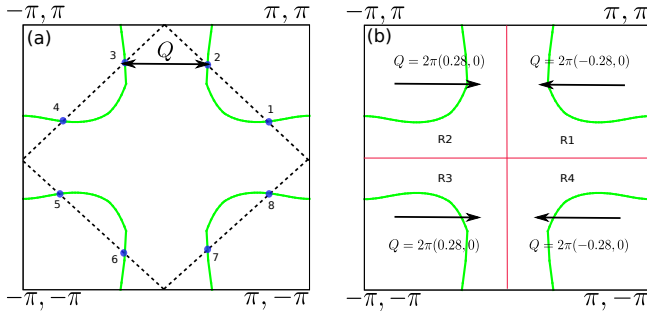 −π, π π, π −π, π π, π
(a) (b)
3 Q 2
Q = 2π(0.28, 0) Q = 2π(−0.28, 0)
4 1
R2 R1
R3 R4
5 8
6 7
Q = 2π(0.28, 0) Q = 2π(−0.28, 0)
−π, −π π, −π −π, −π π, −π